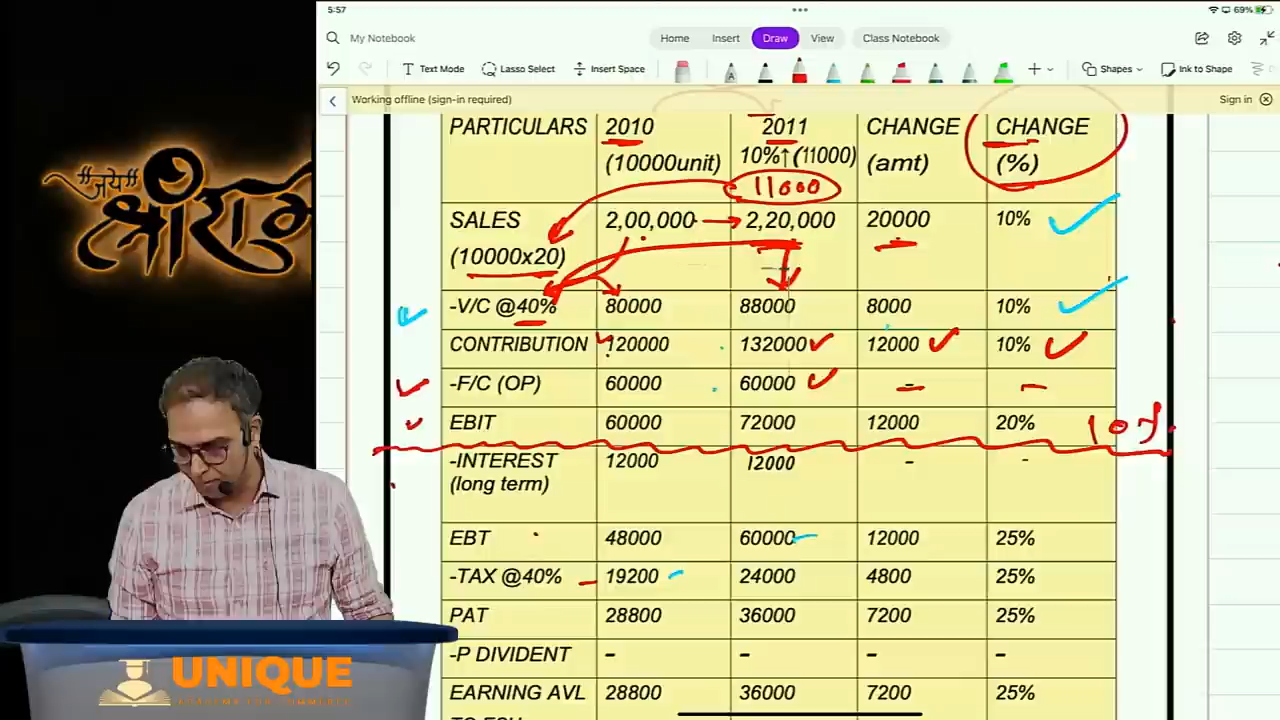 5:57
69%
My Notebook
Home Insert Draw View Class Notebook
Text Mode Lasso Select Insert Space Shapes Ink to Shape
Working offline (sign-in required) Sign in
PARTICULARS 2010 2011 CHANGE CHANGE
(10000unit) 10%↑(11000) (amt) (%)
11000
SALES 2,00,000 2,20,000 20000 10%
(10000x20)
-V/C @40% 80000 88000 8000 10%
CONTRIBUTION 120000 132000 12000 10%
-F/C (OP) 60000 60000 - -
EBIT 60000 72000 12000 20% 10%
-INTEREST 12000 12000 - -
(long term)
EBT 48000 60000 12000 25%
-TAX @40% 19200 24000 4800 25%
PAT 28800 36000 7200 25%
-P DIVIDENT - - - -
EARNING AVL 28800 36000 7200 25%
#जय#
श्रीराम
UNIQUE
ACADEMY FOR COMMERCE